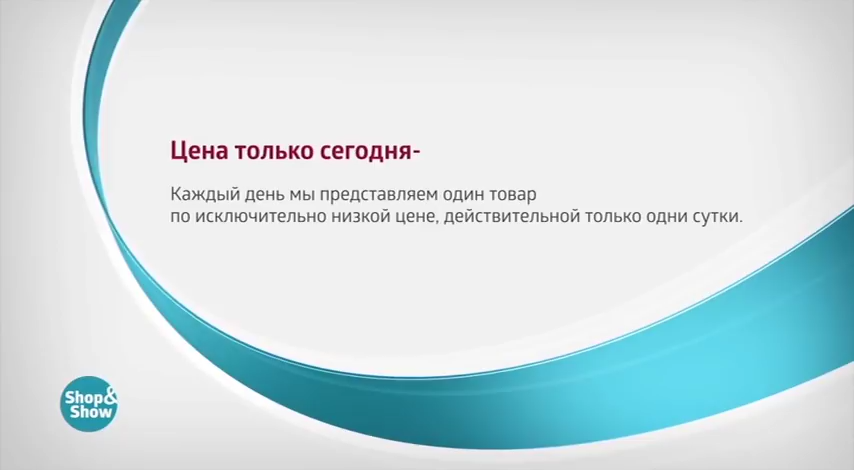 Цена только сегодня-
Каждый день мы представляем один товар
по исключительно низкой цене, действительной только одни сутки.
Shop&
Show